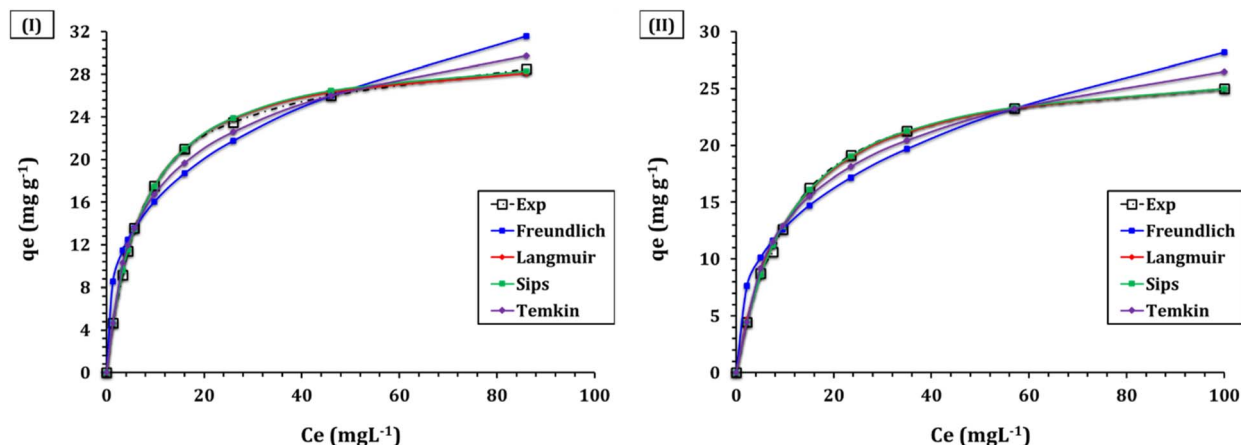 (I)
qe (mg g-1)
32
28
24
20
16
12
8
4
0
0 20 40 60 80 100
Ce (mgL-1)
Exp
Freundlich
Langmuir
Sips
Temkin
(II)
qe (mg g-1)
30
25
20
15
10
5
0
0 20 40 60 80 100
Ce (mgL-1)
Exp
Freundlich
Langmuir
Sips
Temkin